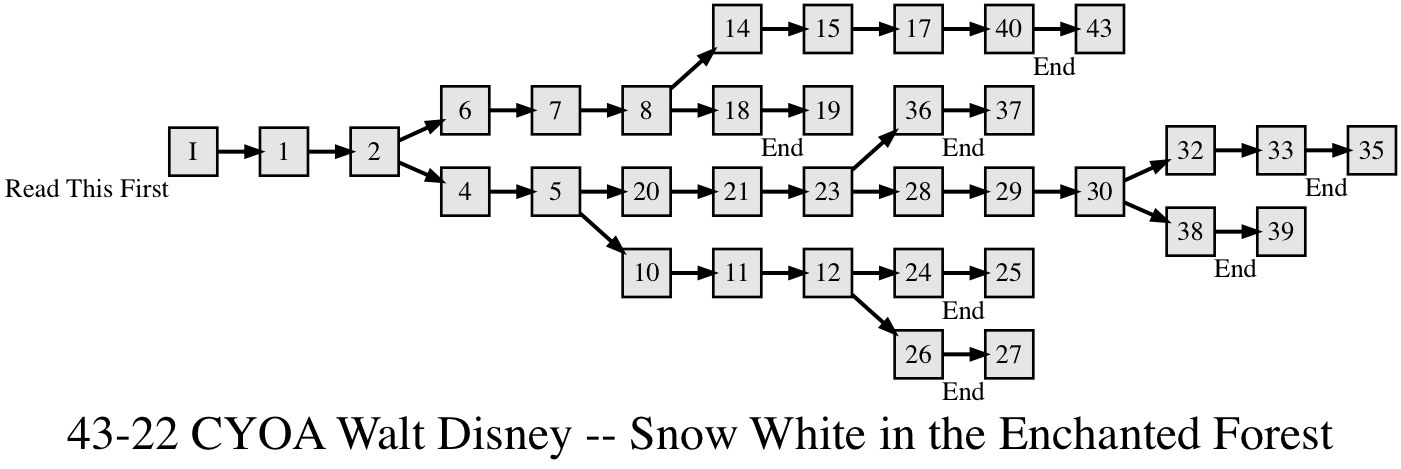 14 15 17 40 43
End
6 7 8 18 19 36 37
End End
I 1 2 32 33 35
Read This First End
4 5 20 21 23 28 29 30
38 39
End
10 11 12 24 25
End
26 27
End
43-22 CYOA Walt Disney -- Snow White in the Enchanted Forest